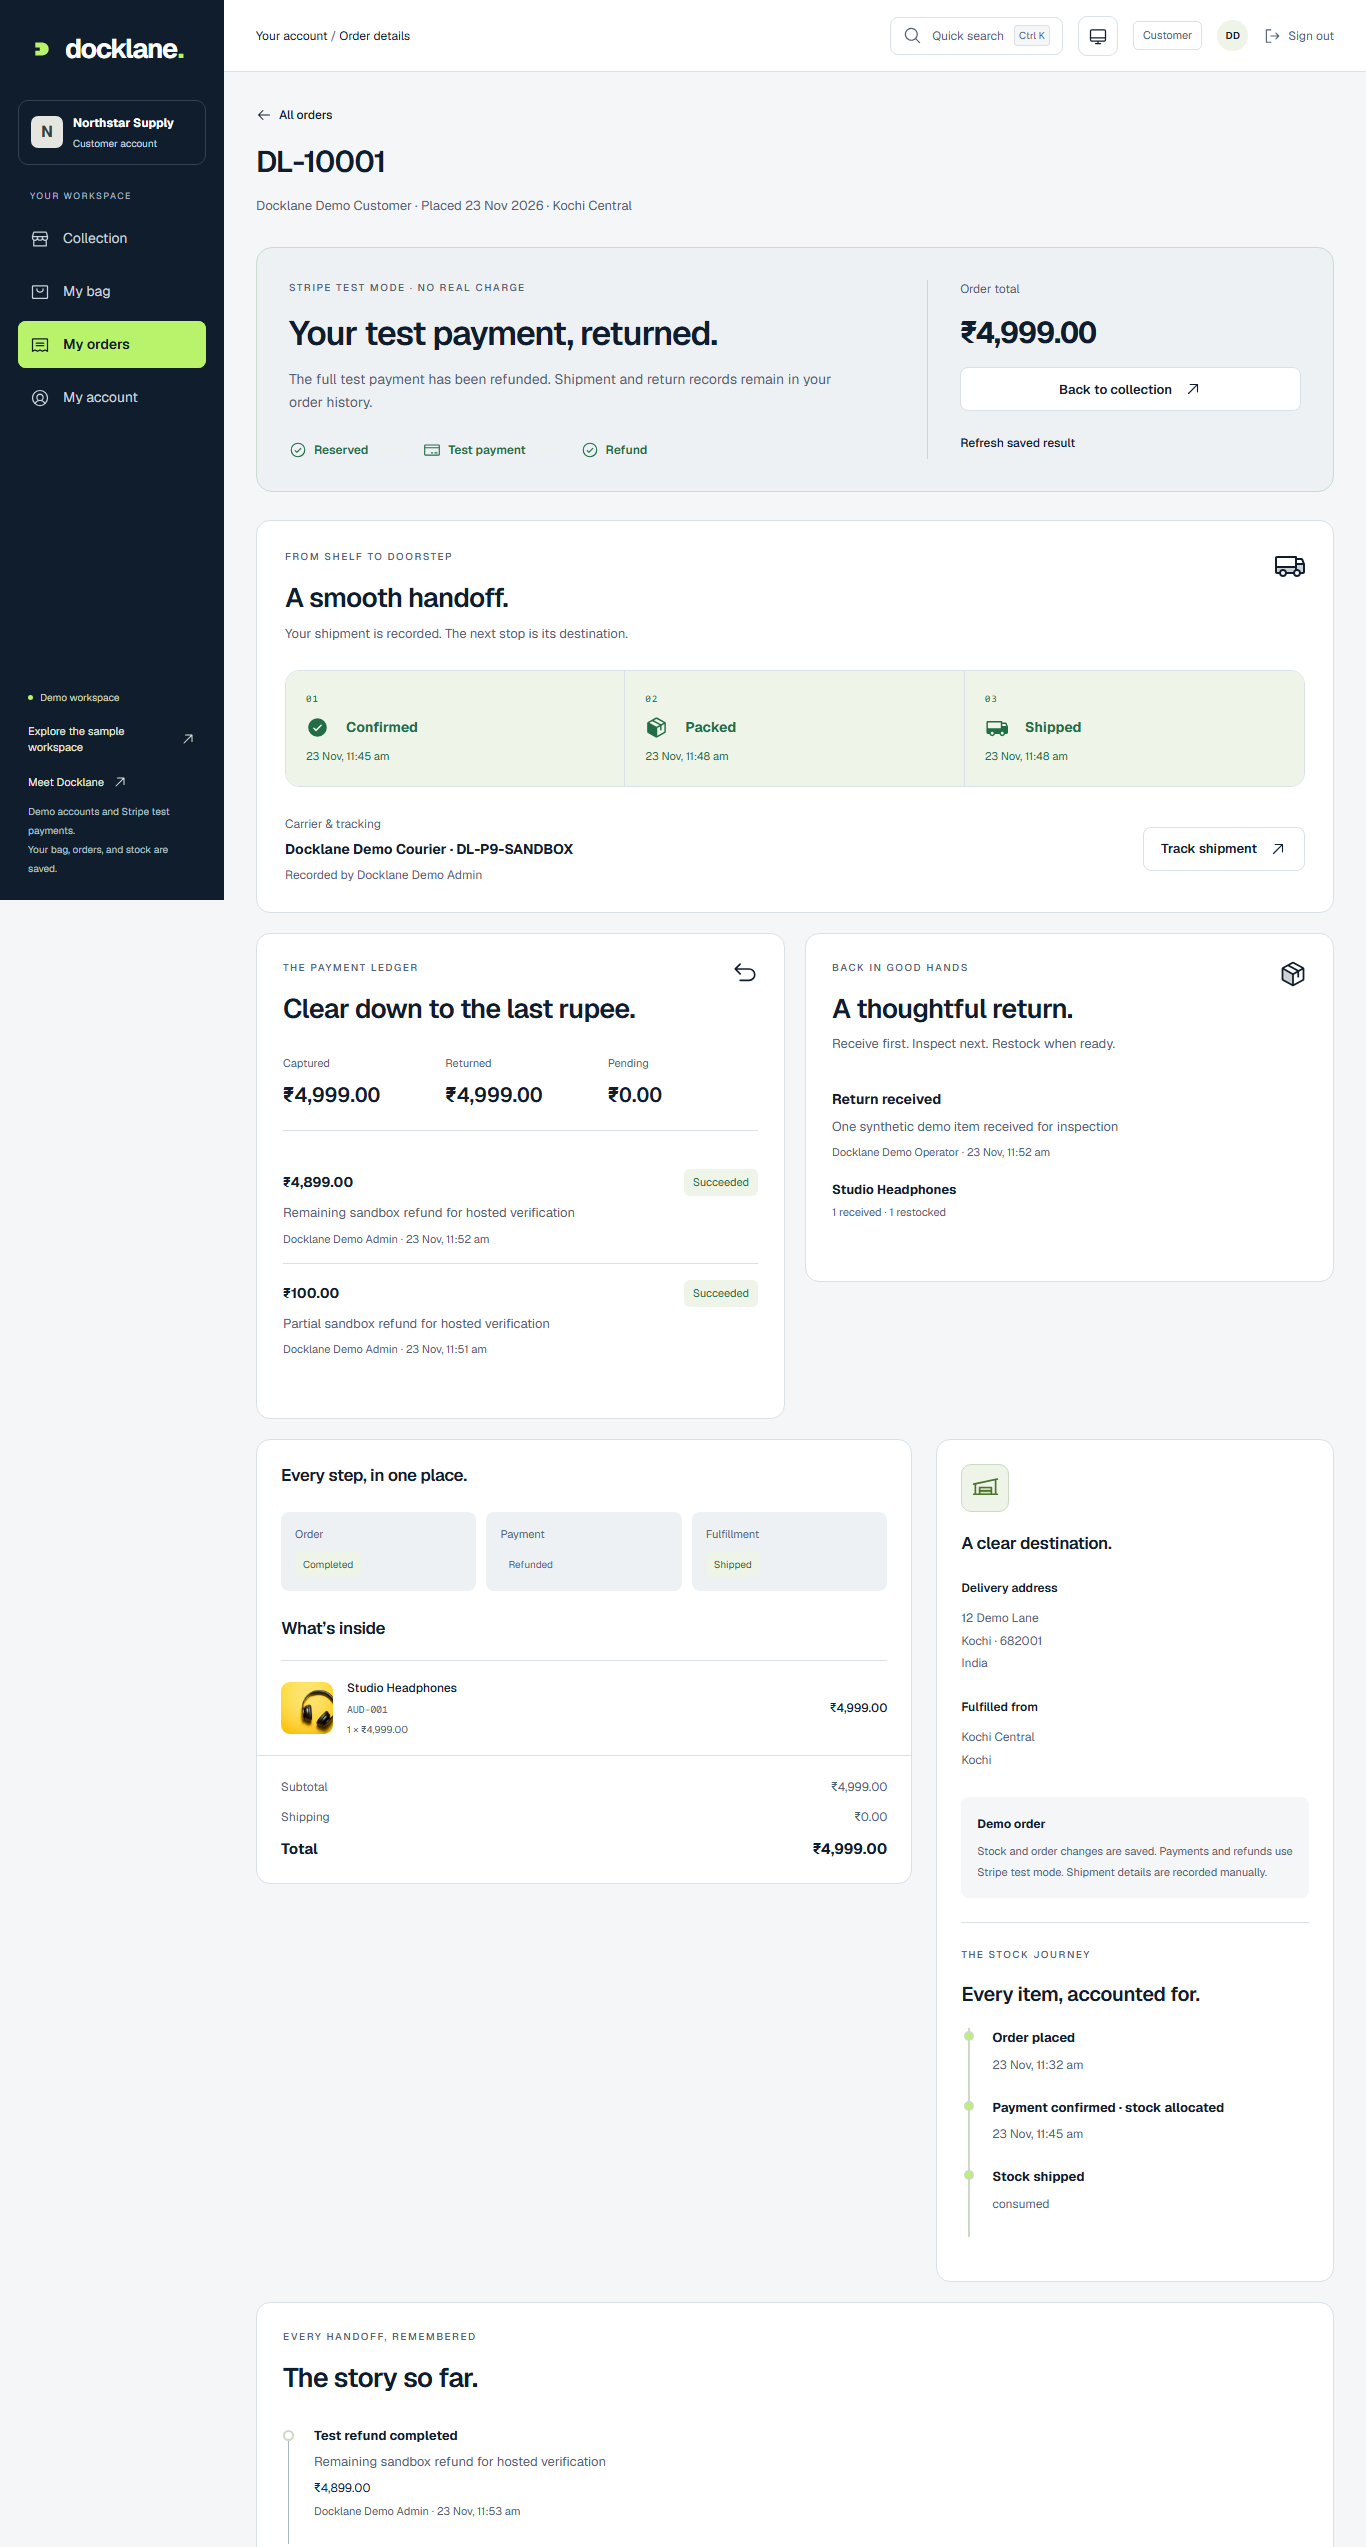 docklane.
N
Northstar Supply
Customer account
YOUR WORKSPACE
Collection
My bag
My orders
My account
Demo workspace
Explore the sample
workspace
Meet Docklane
Demo accounts and Stripe test
payments.
Your bag, orders, and stock are
saved.
Your account / Order details
Quick search Ctrl K
Customer
DD
Sign out
All orders
DL-10001
Docklane Demo Customer · Placed 23 Nov 2026 · Kochi Central
STRIPE TEST MODE · NO REAL CHARGE
Your test payment, returned.
The full test payment has been refunded. Shipment and return records remain in your
order history.
Reserved
Test payment
Refund
Order total
₹4,999.00
Back to collection
Refresh saved result
FROM SHELF TO DOORSTEP
A smooth handoff.
Your shipment is recorded. The next stop is its destination.
01
Confirmed
23 Nov, 11:45 am
02
Packed
23 Nov, 11:48 am
03
Shipped
23 Nov, 11:48 am
Carrier & tracking
Docklane Demo Courier · DL-P9-SANDBOX
Recorded by Docklane Demo Admin
Track shipment
THE PAYMENT LEDGER
Clear down to the last rupee.
Captured
₹4,999.00
Returned
₹4,999.00
Pending
₹0.00
₹4,899.00
Succeeded
Remaining sandbox refund for hosted verification
Docklane Demo Admin · 23 Nov, 11:52 am
₹100.00
Succeeded
Partial sandbox refund for hosted verification
Docklane Demo Admin · 23 Nov, 11:51 am
BACK IN GOOD HANDS
A thoughtful return.
Receive first. Inspect next. Restock when ready.
Return received
One synthetic demo item received for inspection
Docklane Demo Operator · 23 Nov, 11:52 am
Studio Headphones
1 received · 1 restocked
Every step, in one place.
Order
Completed
Payment
Refunded
Fulfillment
Shipped
What’s inside
Studio Headphones
AUD-001
1 × ₹4,999.00
₹4,999.00
Subtotal
₹4,999.00
Shipping
₹0.00
Total
₹4,999.00
A clear destination.
Delivery address
12 Demo Lane
Kochi · 682001
India
Fulfilled from
Kochi Central
Kochi
Demo order
Stock and order changes are saved. Payments and refunds use
Stripe test mode. Shipment details are recorded manually.
THE STOCK JOURNEY
Every item, accounted for.
Order placed
23 Nov, 11:32 am
Payment confirmed · stock allocated
23 Nov, 11:45 am
Stock shipped
consumed
EVERY HANDOFF, REMEMBERED
The story so far.
Test refund completed
Remaining sandbox refund for hosted verification
₹4,899.00
Docklane Demo Admin · 23 Nov, 11:53 am